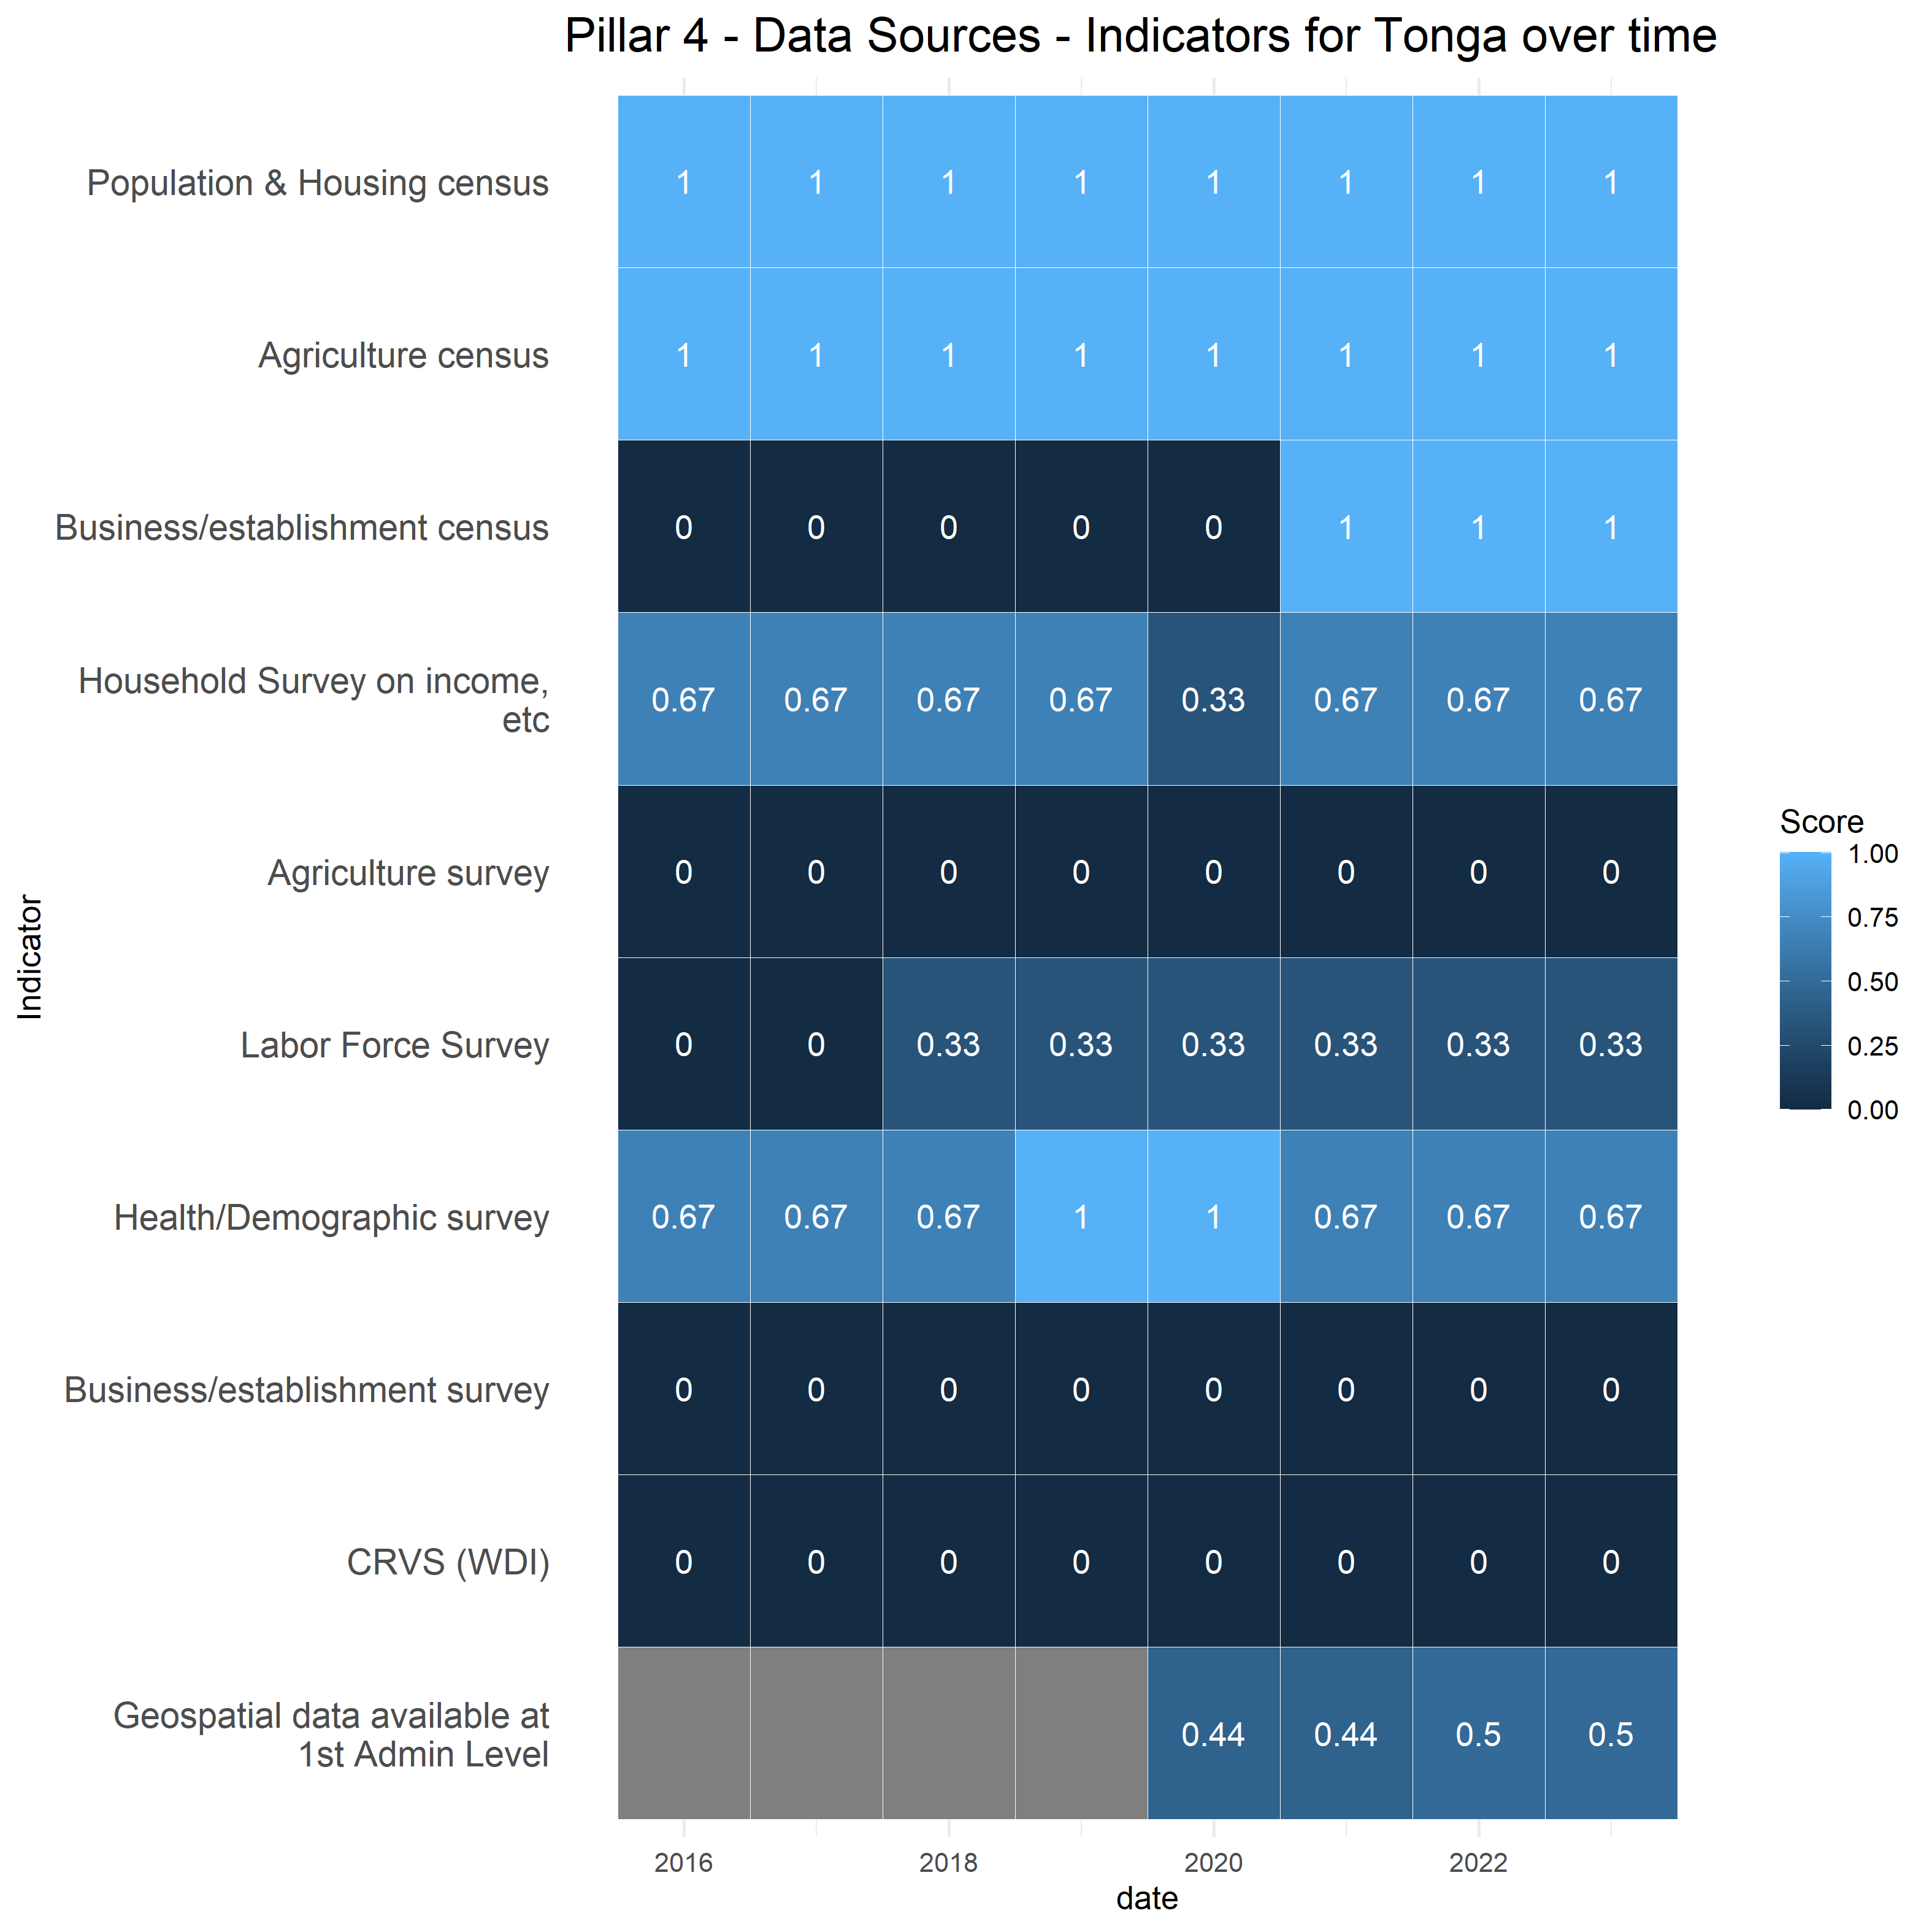 Pillar 4 - Data Sources - Indicators for Tonga over time
Population & Housing census
1 1 1 1 1 1 1 1
Agriculture census
1 1 1 1 1 1 1 1
Business/establishment census
0 0 0 0 0 1 1 1
Household Survey on income,
etc
0.67 0.67 0.67 0.67 0.33 0.67 0.67 0.67
Agriculture survey
0 0 0 0 0 0 0 0
Labor Force Survey
0 0 0.33 0.33 0.33 0.33 0.33 0.33
Health/Demographic survey
0.67 0.67 0.67 1 1 0.67 0.67 0.67
Business/establishment survey
0 0 0 0 0 0 0 0
CRVS (WDI)
0 0 0 0 0 0 0 0
Geospatial data available at
1st Admin Level
0.44 0.44 0.5 0.5
2016 2018 2020 2022
date
Indicator
Score
1.00
0.75
0.50
0.25
0.00